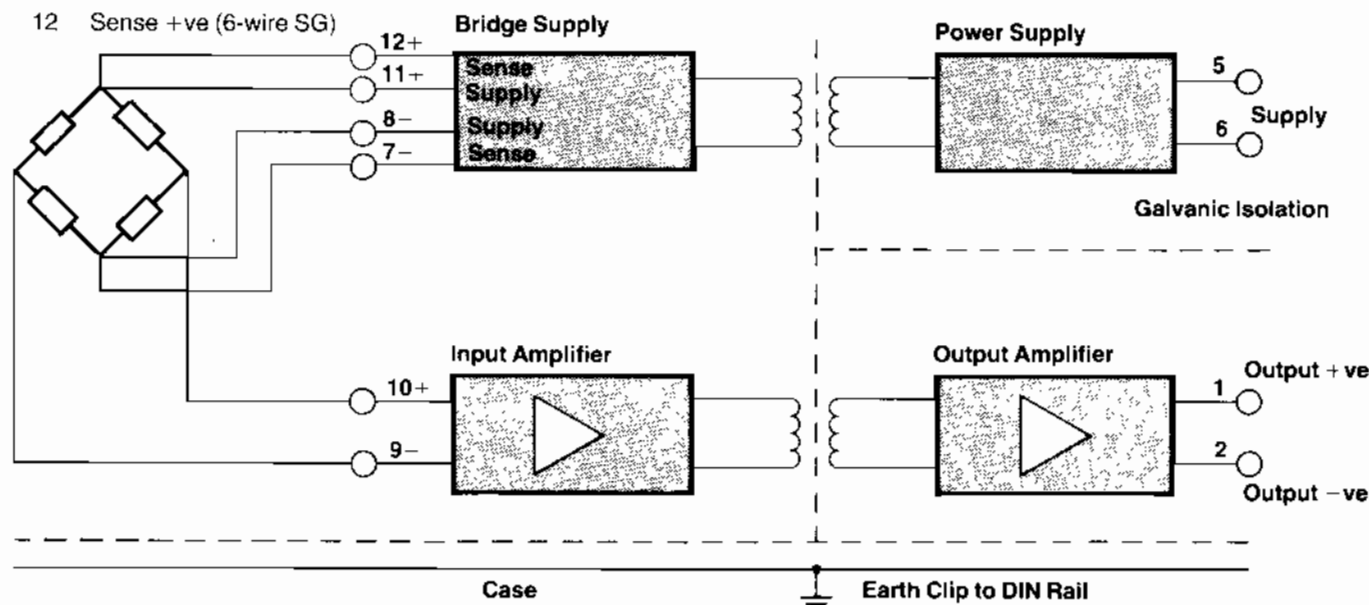 12 Sense +ve (6-wire SG)
Bridge Supply
Power Supply
12+
Sense
11+
Supply
8−
Supply
7−
Sense
5
Supply
6
Galvanic Isolation
Input Amplifier
Output Amplifier
10+
9−
1
Output +ve
2
Output −ve
Case
Earth Clip to DIN Rail